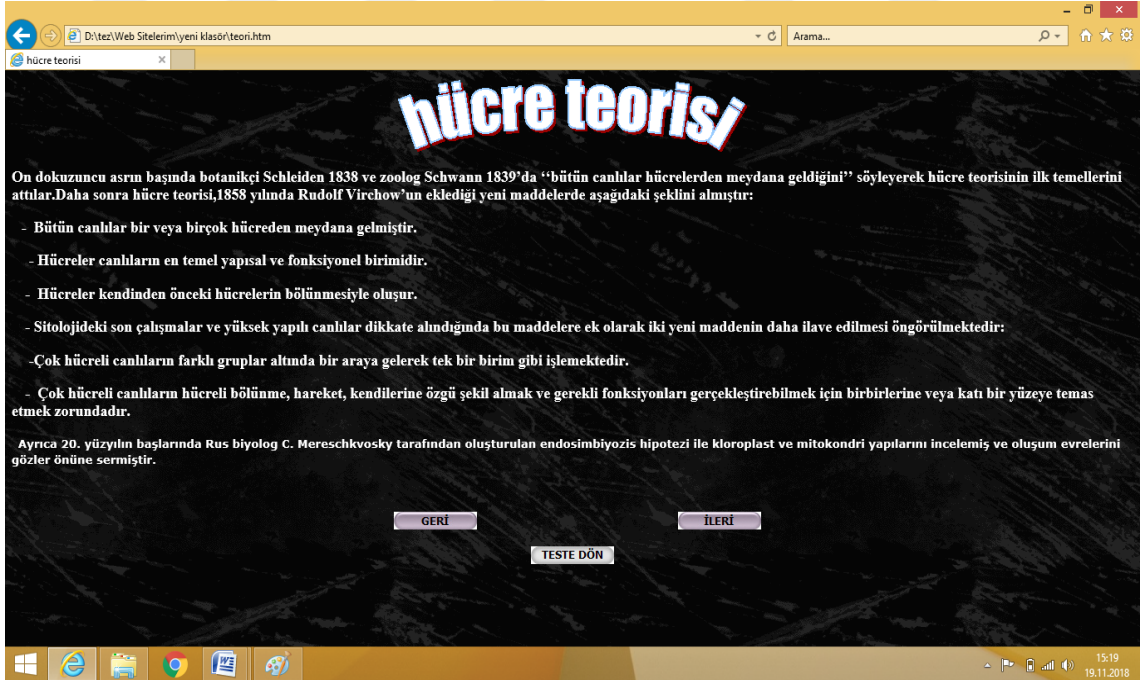 D:\tez\Web Sitelerim\yeni klasör\teori.htm
Arama...
hücre teorisi
hücre teorisi
On dokuzuncu asrın başında botanikçi Schleiden 1838 ve zoolog Schwann 1839’da ‘‘bütün canlılar hücrelerden meydana geldiğini’’ söyleyerek hücre teorisinin ilk temellerini
attılar.Daha sonra hücre teorisi,1858 yılında Rudolf Virchow’un eklediği yeni maddelerde aşağıdaki şeklini almıştır:
- Bütün canlılar bir veya birçok hücreden meydana gelmiştir.
- Hücreler canlıların en temel yapısal ve fonksiyonel birimidir.
- Hücreler kendinden önceki hücrelerin bölünmesiyle oluşur.
- Sitolojideki son çalışmalar ve yüksek yapılı canlılar dikkate alındığında bu maddelere ek olarak iki yeni maddenin daha ilave edilmesi öngörülmektedir:
-Çok hücreli canlıların farklı gruplar altında bir araya gelerek tek bir birim gibi işlemektedir.
- Çok hücreli canlıların hücreli bölünme, hareket, kendilerine özgü şekil almak ve gerekli fonksiyonları gerçekleştirebilmek için birbirlerine veya katı bir yüzeye temas
etmek zorundadır.
Ayrıca 20. yüzyılın başlarında Rus biyolog C. Mereschkvosky tarafından oluşturulan endosimbiyozis hipotezi ile kloroplast ve mitokondri yapılarını incelemiş ve oluşum evrelerini
gözler önüne sermiştir.
GERİ
İLERİ
TESTE DÖN
15:19
19.11.2018